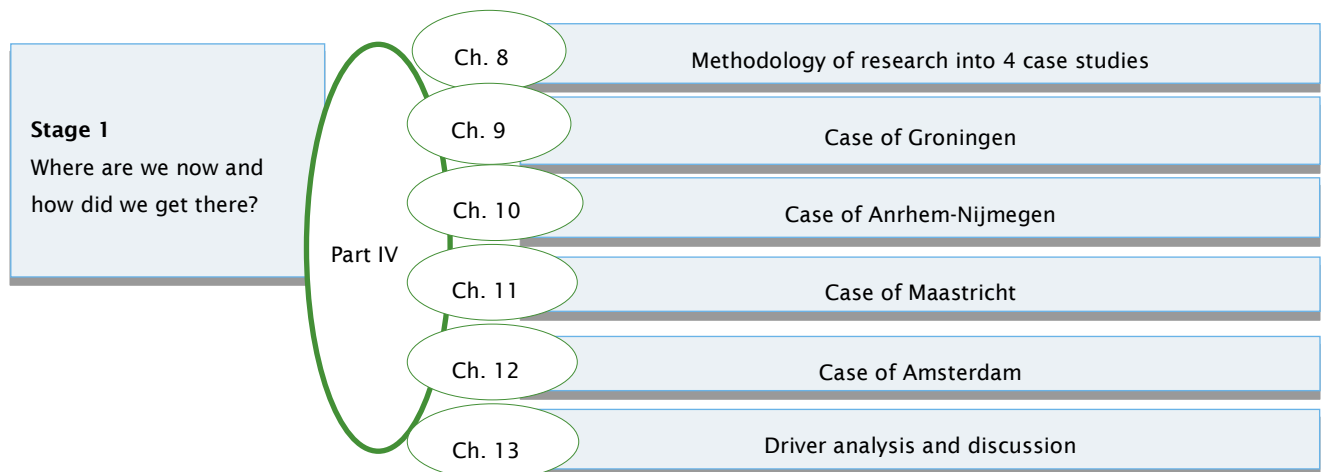 Stage 1
Where are we now and
how did we get there?
Part IV
Ch. 8
Methodology of research into 4 case studies
Ch. 9
Case of Groningen
Ch. 10
Case of Anrhem-Nijmegen
Ch. 11
Case of Maastricht
Ch. 12
Case of Amsterdam
Ch. 13
Driver analysis and discussion